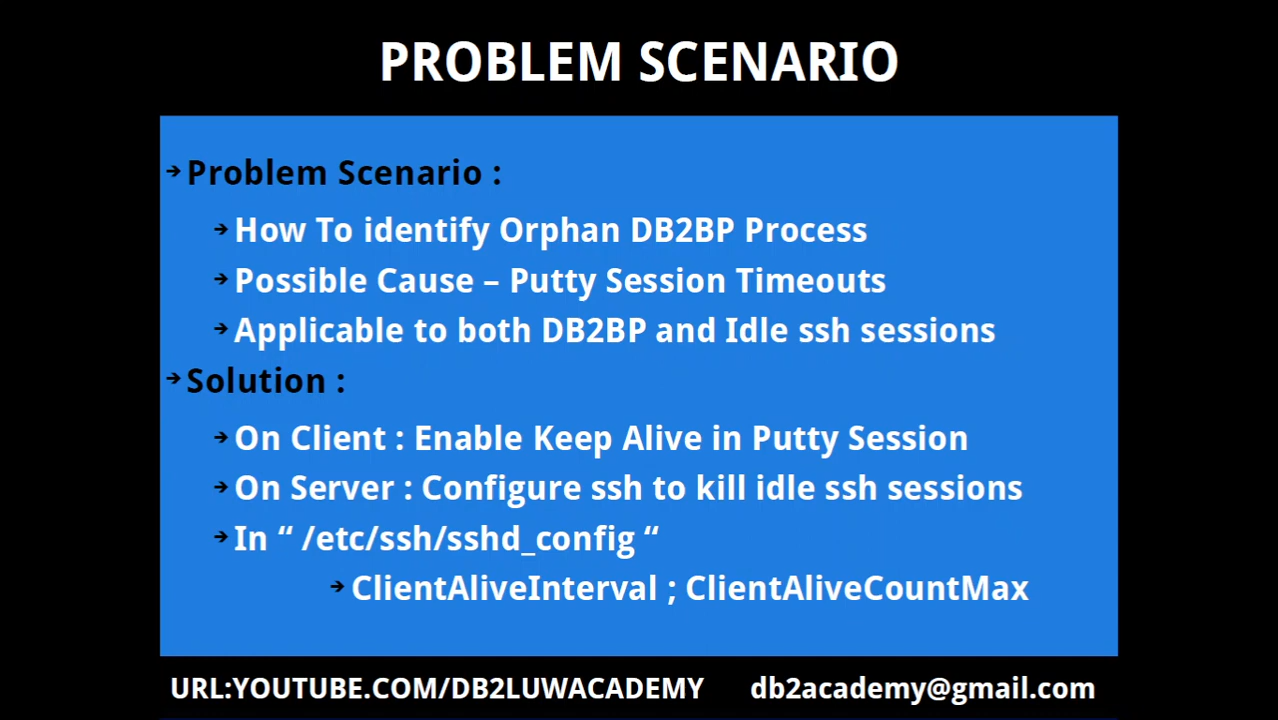 PROBLEM SCENARIO
➔ Problem Scenario :
➔ How To identify Orphan DB2BP Process
➔ Possible Cause – Putty Session Timeouts
➔ Applicable to both DB2BP and Idle ssh sessions
➔ Solution :
➔ On Client : Enable Keep Alive in Putty Session
➔ On Server : Configure ssh to kill idle ssh sessions
➔ In “ /etc/ssh/sshd_config “
➔ ClientAliveInterval ; ClientAliveCountMax
URL:YOUTUBE.COM/DB2LUWACADEMY db2academy@gmail.com